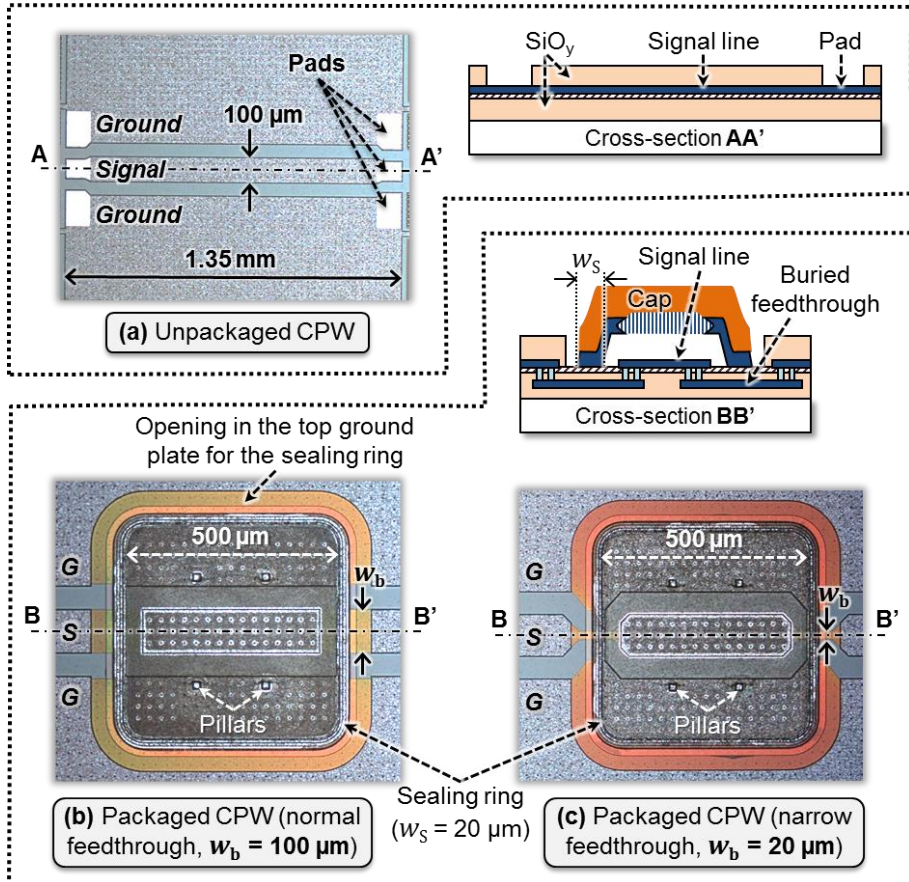 Pads
Ground
100 µm
A
A'
Signal
Ground
1.35 mm
(a) Unpackaged CPW
SiOy
Signal line
Pad
Cross-section AA'
wS
Signal line
Buried
feedthrough
Cap
Cross-section BB'
Opening in the top ground
plate for the sealing ring
500 µm
G
wb
B
B'
S
G
Pillars
(b) Packaged CPW (normal
feedthrough, wb = 100 µm)
Sealing ring
(wS = 20 µm)
500 µm
G
wb
B
B'
S
G
Pillars
(c) Packaged CPW (narrow
feedthrough, wb = 20 µm)